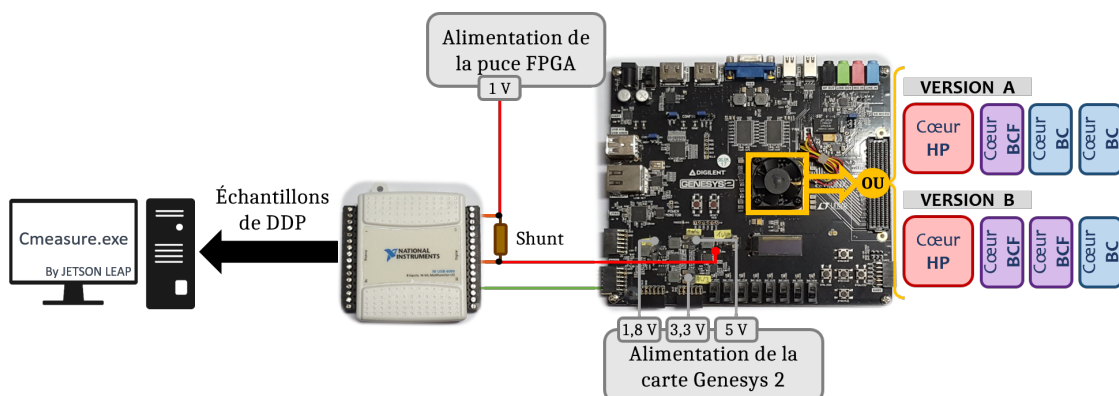 Alimentation de
la puce FPGA
1 V
Échantillons
de DDP
Cmeasure.exe
By JETSON LEAP
NATIONAL
INSTRUMENTS
Shunt
DIGILENT
GENESYS 2
OU
VERSION A
Cœur
HP
Cœur
BCF
Cœur
BC
Cœur
BC
VERSION B
Cœur
HP
Cœur
BCF
Cœur
BCF
Cœur
BC
1,8 V
3,3 V
5 V
Alimentation de la
carte Genesys 2